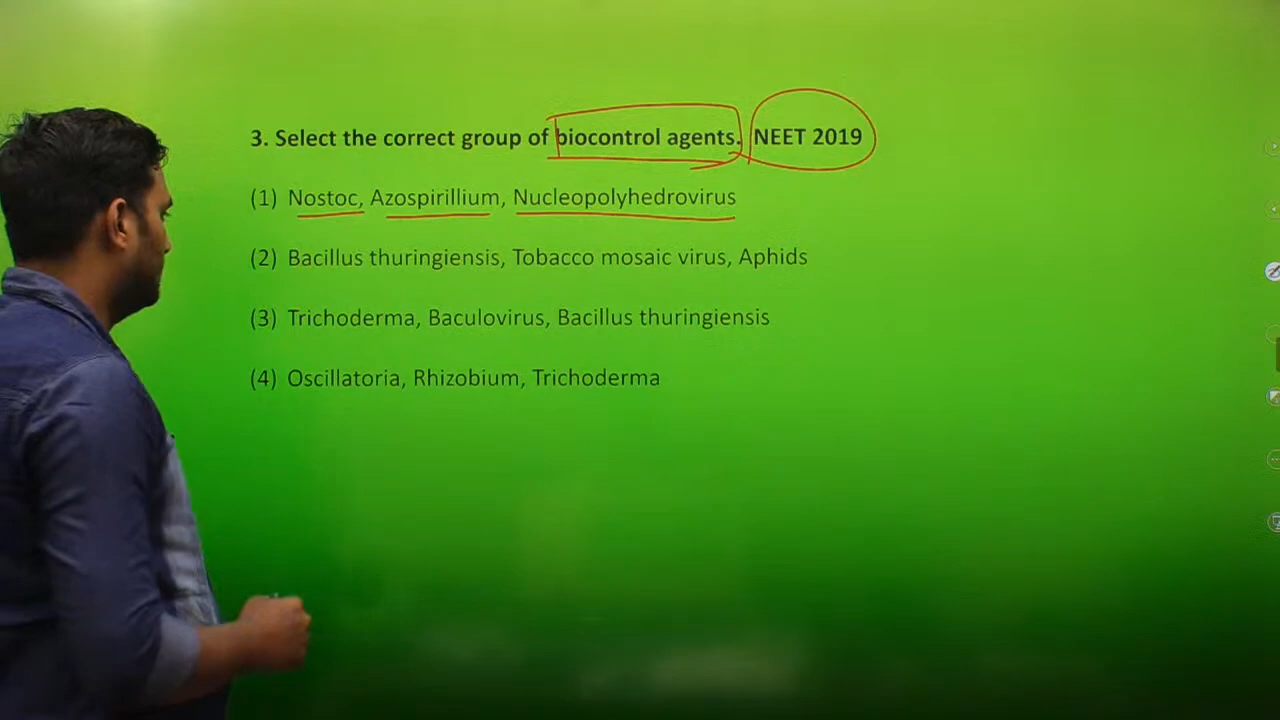 3. Select the correct group of biocontrol agents. NEET 2019
(1) Nostoc, Azospirillium, Nucleopolyhedrovirus
(2) Bacillus thuringiensis, Tobacco mosaic virus, Aphids
(3) Trichoderma, Baculovirus, Bacillus thuringiensis
(4) Oscillatoria, Rhizobium, Trichoderma